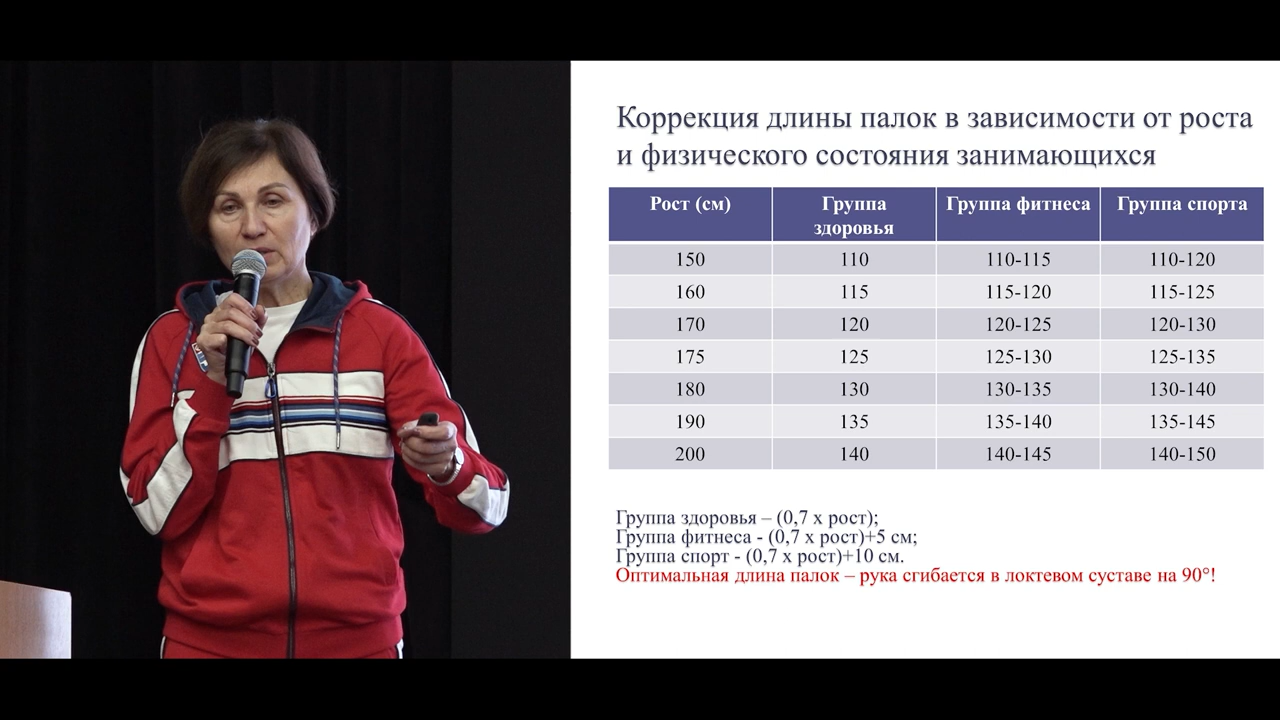 Коррекция длины палок в зависимости от роста
и физического состояния занимающихся
Рост (см) Группа здоровья Группа фитнеса Группа спорта
150 110 110-115 110-120
160 115 115-120 115-125
170 120 120-125 120-130
175 125 125-130 125-135
180 130 130-135 130-140
190 135 135-140 135-145
200 140 140-145 140-150
Группа здоровья – (0,7 х рост);
Группа фитнеса - (0,7 х рост)+5 см;
Группа спорт - (0,7 х рост)+10 см.
Оптимальная длина палок – рука сгибается в локтевом суставе на 90°!